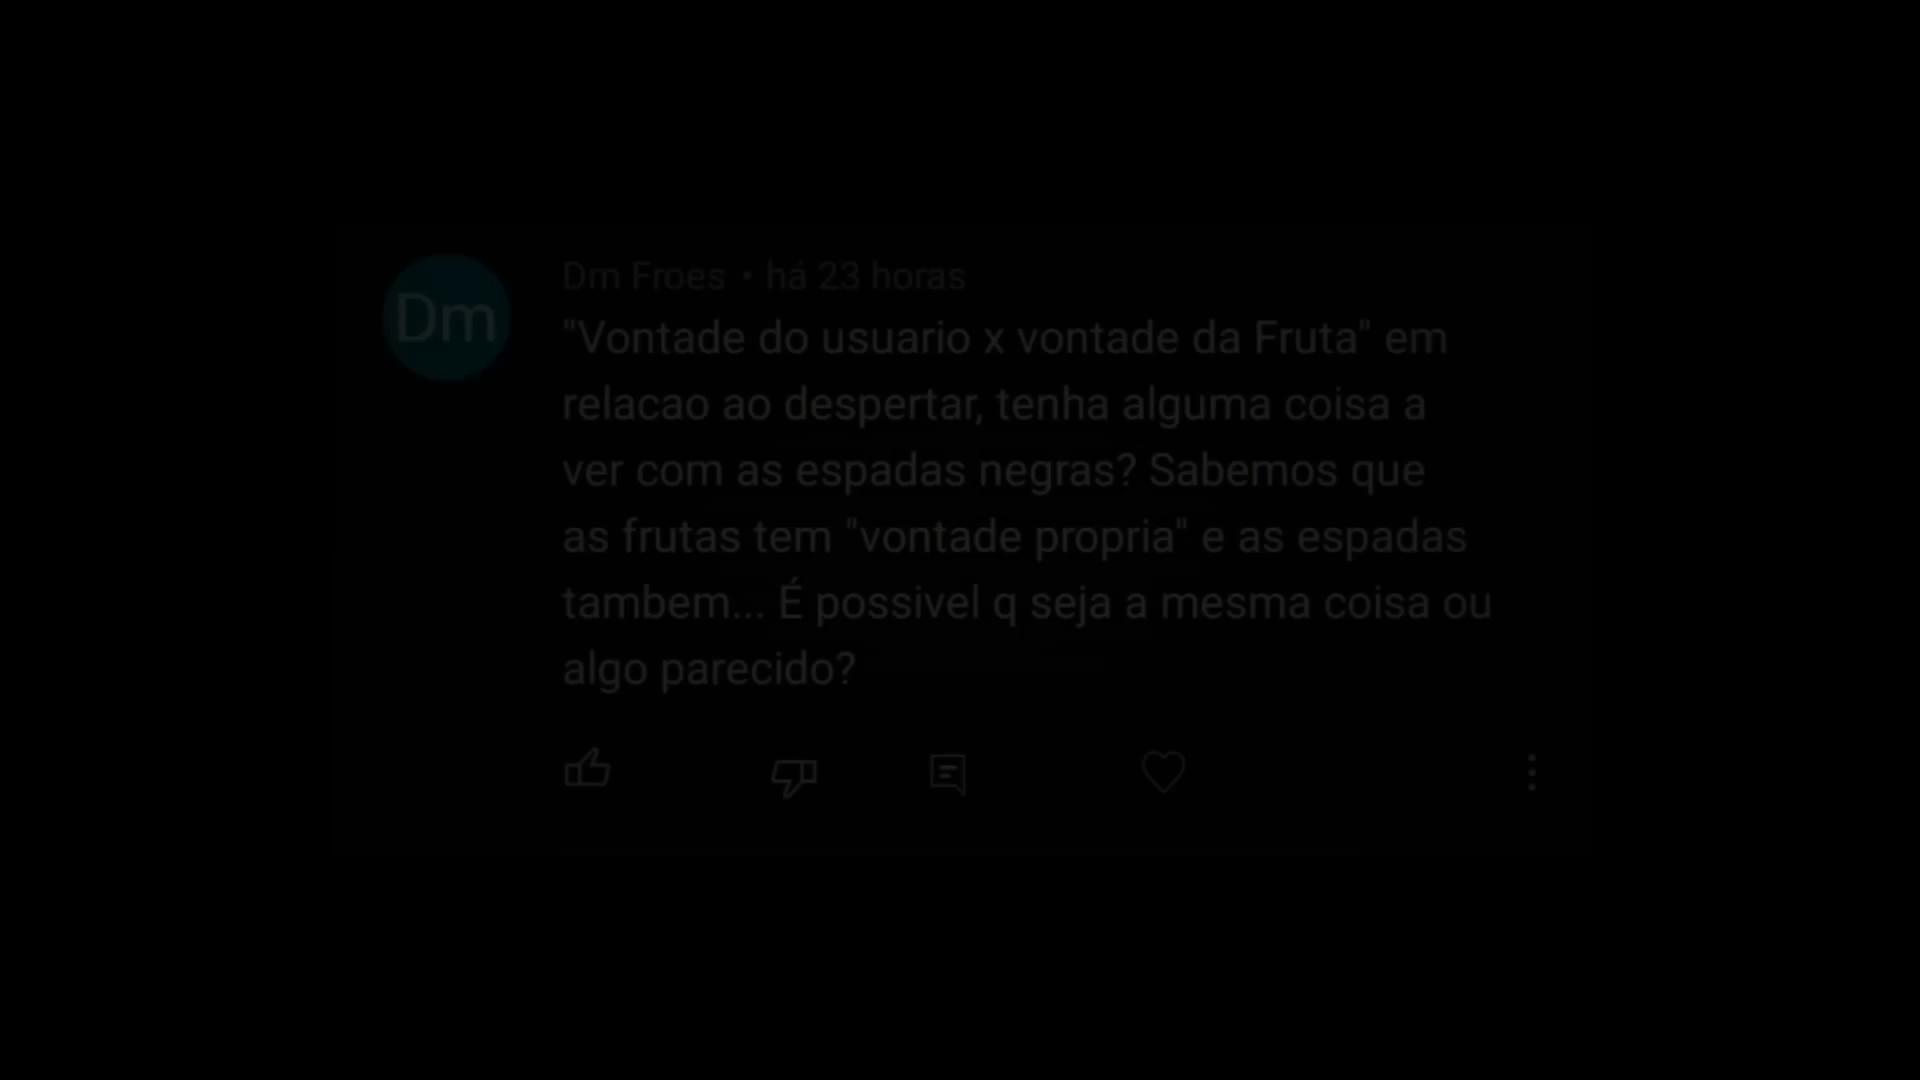 Dm
Dm Froes • há 23 horas
"Vontade do usuario x vontade da Fruta" em
relacao ao despertar, tenha alguma coisa a
ver com as espadas negras? Sabemos que
as frutas tem "vontade propria" e as espadas
tambem... É possivel q seja a mesma coisa ou
algo parecido?